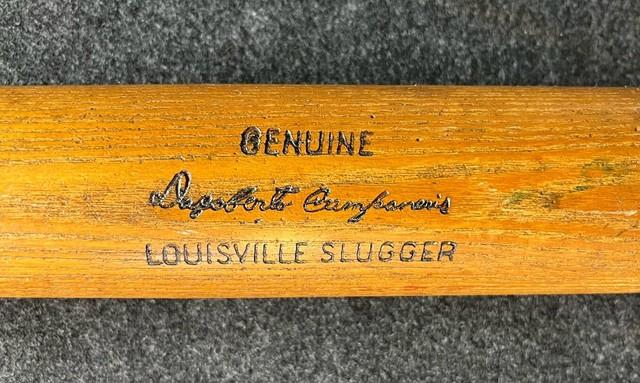 GENUINE
Dagoberto Campaneris
LOUISVILLE SLUGGER